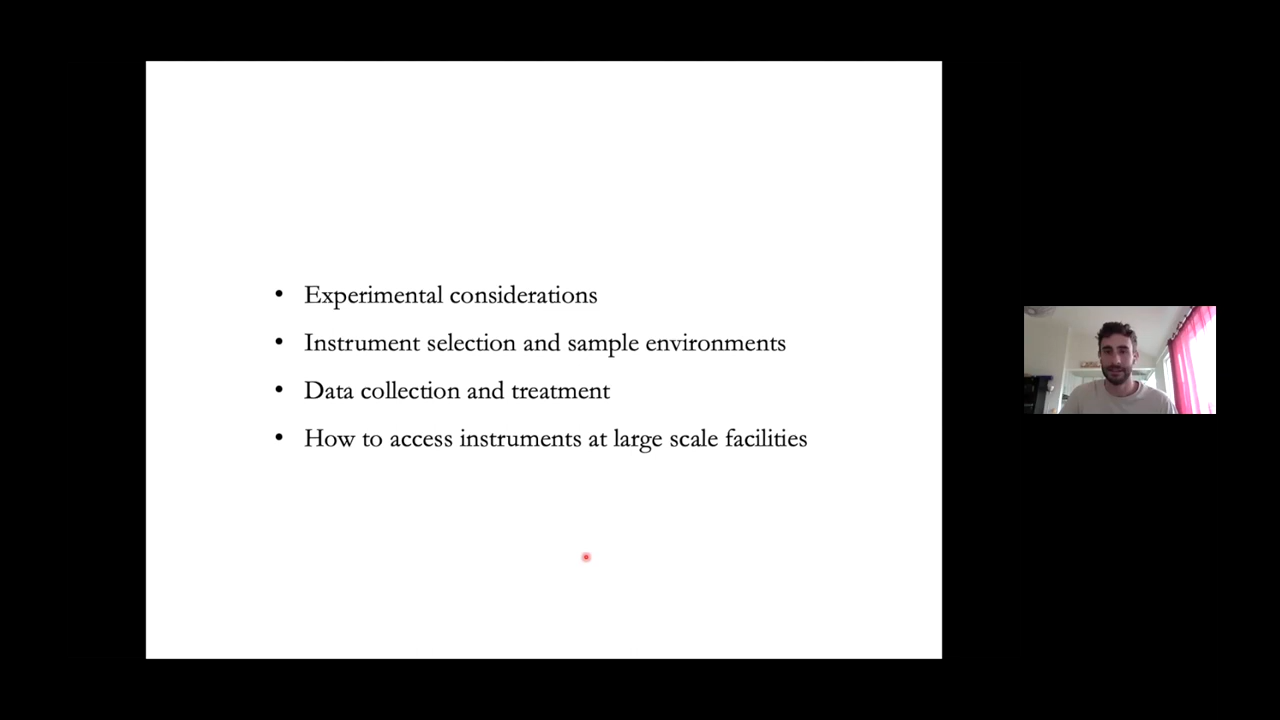 • Experimental considerations
• Instrument selection and sample environments
• Data collection and treatment
• How to access instruments at large scale facilities